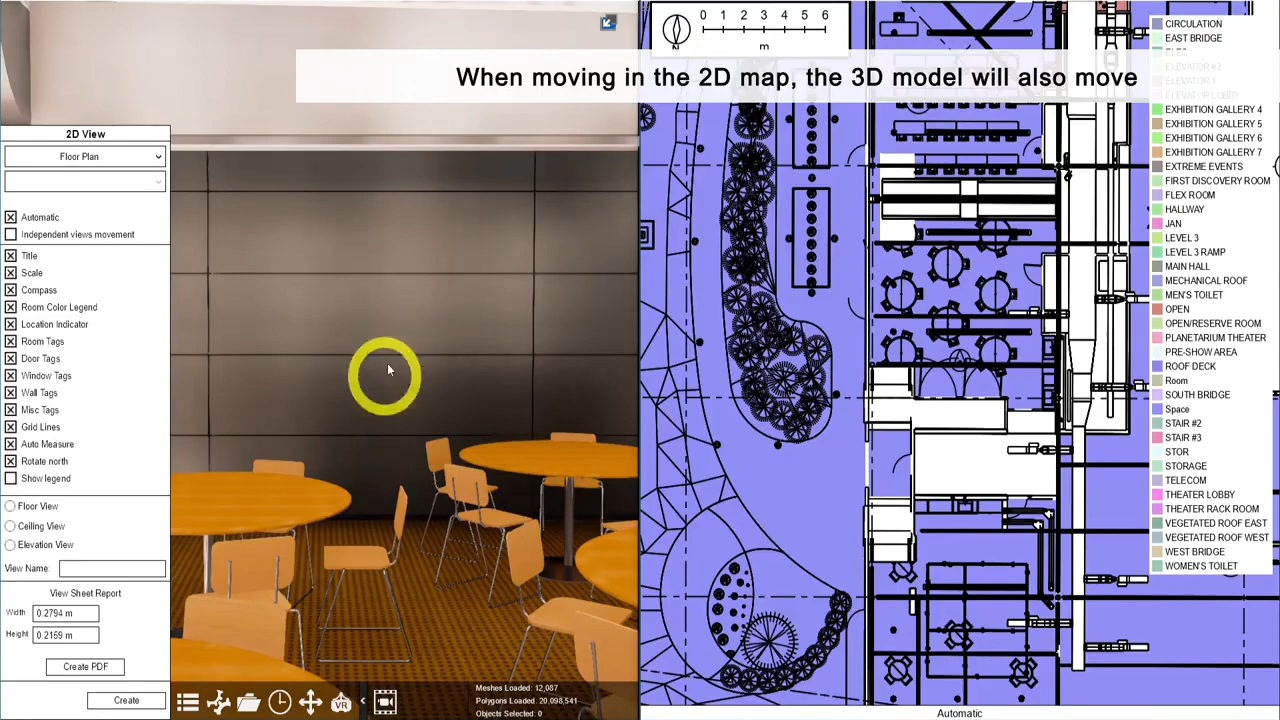 0 1 2 3 4 5 6
m
N
When moving in the 2D map, the 3D model will also move
2D View
Floor Plan
Automatic
Independent views movement
Title
Scale
Compass
Room Color Legend
Location Indicator
Room Tags
Door Tags
Window Tags
Wall Tags
Misc Tags
Grid Lines
Auto Measure
Rotate north
Show legend
Floor View
Ceiling View
Elevation View
View Name:
View Sheet Report
Width 0.2794 m
Height 0.2159 m
Create PDF
Create
VR
Meshes Loaded: 12,087
Polygons Loaded: 20,098,541
Objects Selected: 0
CIRCULATION
EAST BRIDGE
ELEC
ELEVATOR #2
ELEVATOR 1
ELEVATOR LOBBY
EXHIBITION GALLERY 4
EXHIBITION GALLERY 5
EXHIBITION GALLERY 6
EXHIBITION GALLERY 7
EXTREME EVENTS
FIRST DISCOVERY ROOM
FLEX ROOM
HALLWAY
JAN
LEVEL 3
LEVEL 3 RAMP
MAIN HALL
MECHANICAL ROOF
MEN'S TOILET
OPEN
OPEN/RESERVE ROOM
PLANETARIUM THEATER
PRE-SHOW AREA
ROOF DECK
Room
SOUTH BRIDGE
Space
STAIR #2
STAIR #3
STOR
STORAGE
TELECOM
THEATER LOBBY
THEATER RACK ROOM
VEGETATED ROOF EAST
VEGETATED ROOF WEST
WEST BRIDGE
WOMEN'S TOILET
Automatic